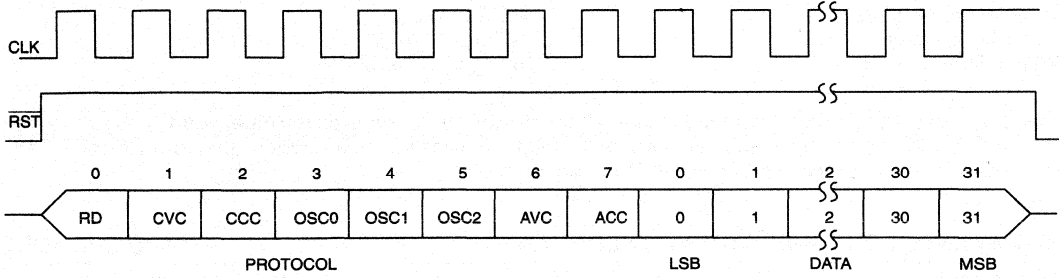 CLK
RST
0 1 2 3 4 5 6 7 0 1 2 30 31
RD CVC CCC OSC0 OSC1 OSC2 AVC ACC 0 1 2 30 31
PROTOCOL LSB DATA MSB